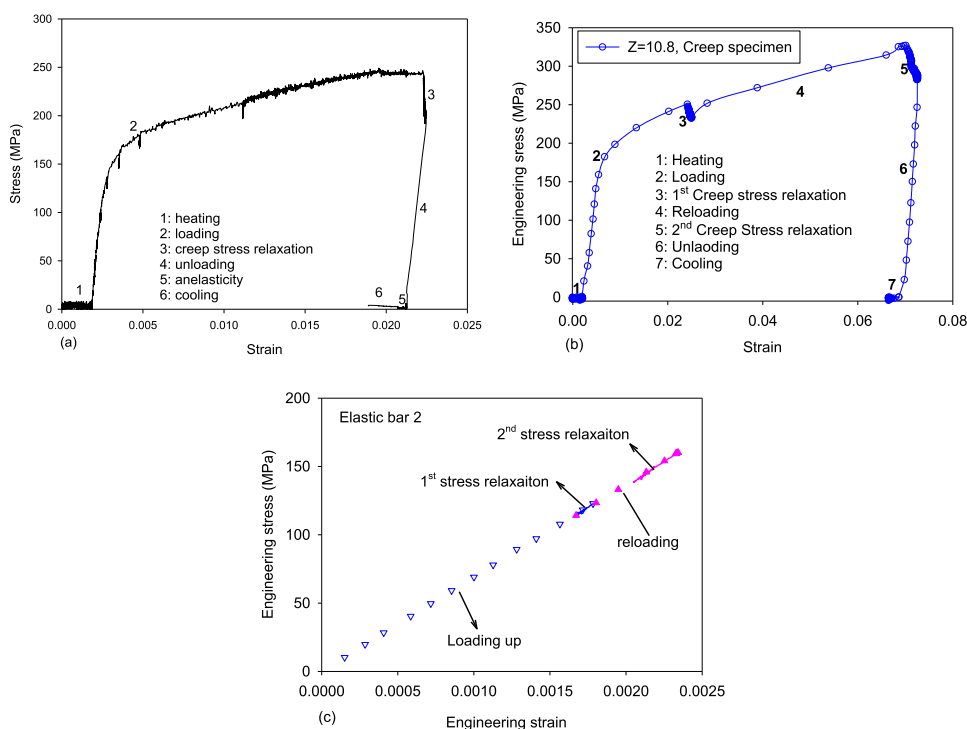 300
250
200
150
100
50
0
Stress (MPa)
1
2
3
4
5
6
1: heating
2: loading
3: creep stress relaxation
4: unloading
5: anelasticity
6: cooling
0.000 0.005 0.010 0.015 0.020 0.025
(a)
Strain
350
300
250
200
150
100
50
0
Engineering sress (MPa)
Z=10.8, Creep specimen
1
2
3
4
5
6
7
1: Heating
2: Loading
3: 1st Creep stress relaxation
4: Reloading
5: 2nd Creep Stress relaxation
6: Unlaoding
7: Cooling
0.00 0.02 0.04 0.06 0.08
(b)
Strain
200
150
100
50
0
Engineering stress (MPa)
Elastic bar 2
2nd stress relaxaiton
1st stress relaxaiton
reloading
Loading up
0.0000 0.0005 0.0010 0.0015 0.0020 0.0025
(c)
Engineering strain